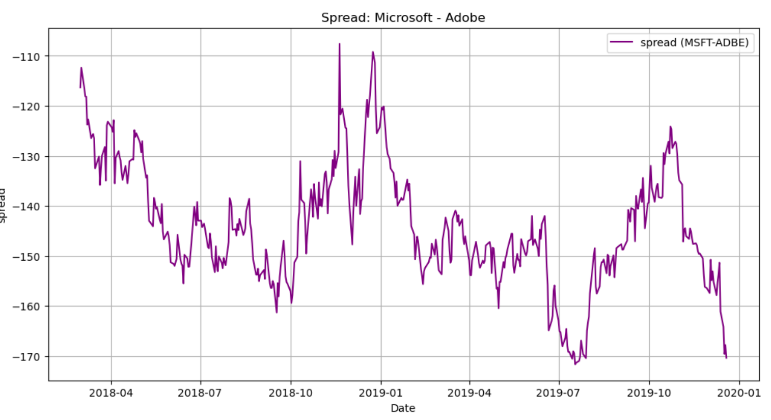 Spread: Microsoft - Adobe
spread (MSFT-ADBE)
−110
−120
−130
−140
−150
−160
−170
spread
2018-04 2018-07 2018-10 2019-01 2019-04 2019-07 2019-10 2020-01
Date